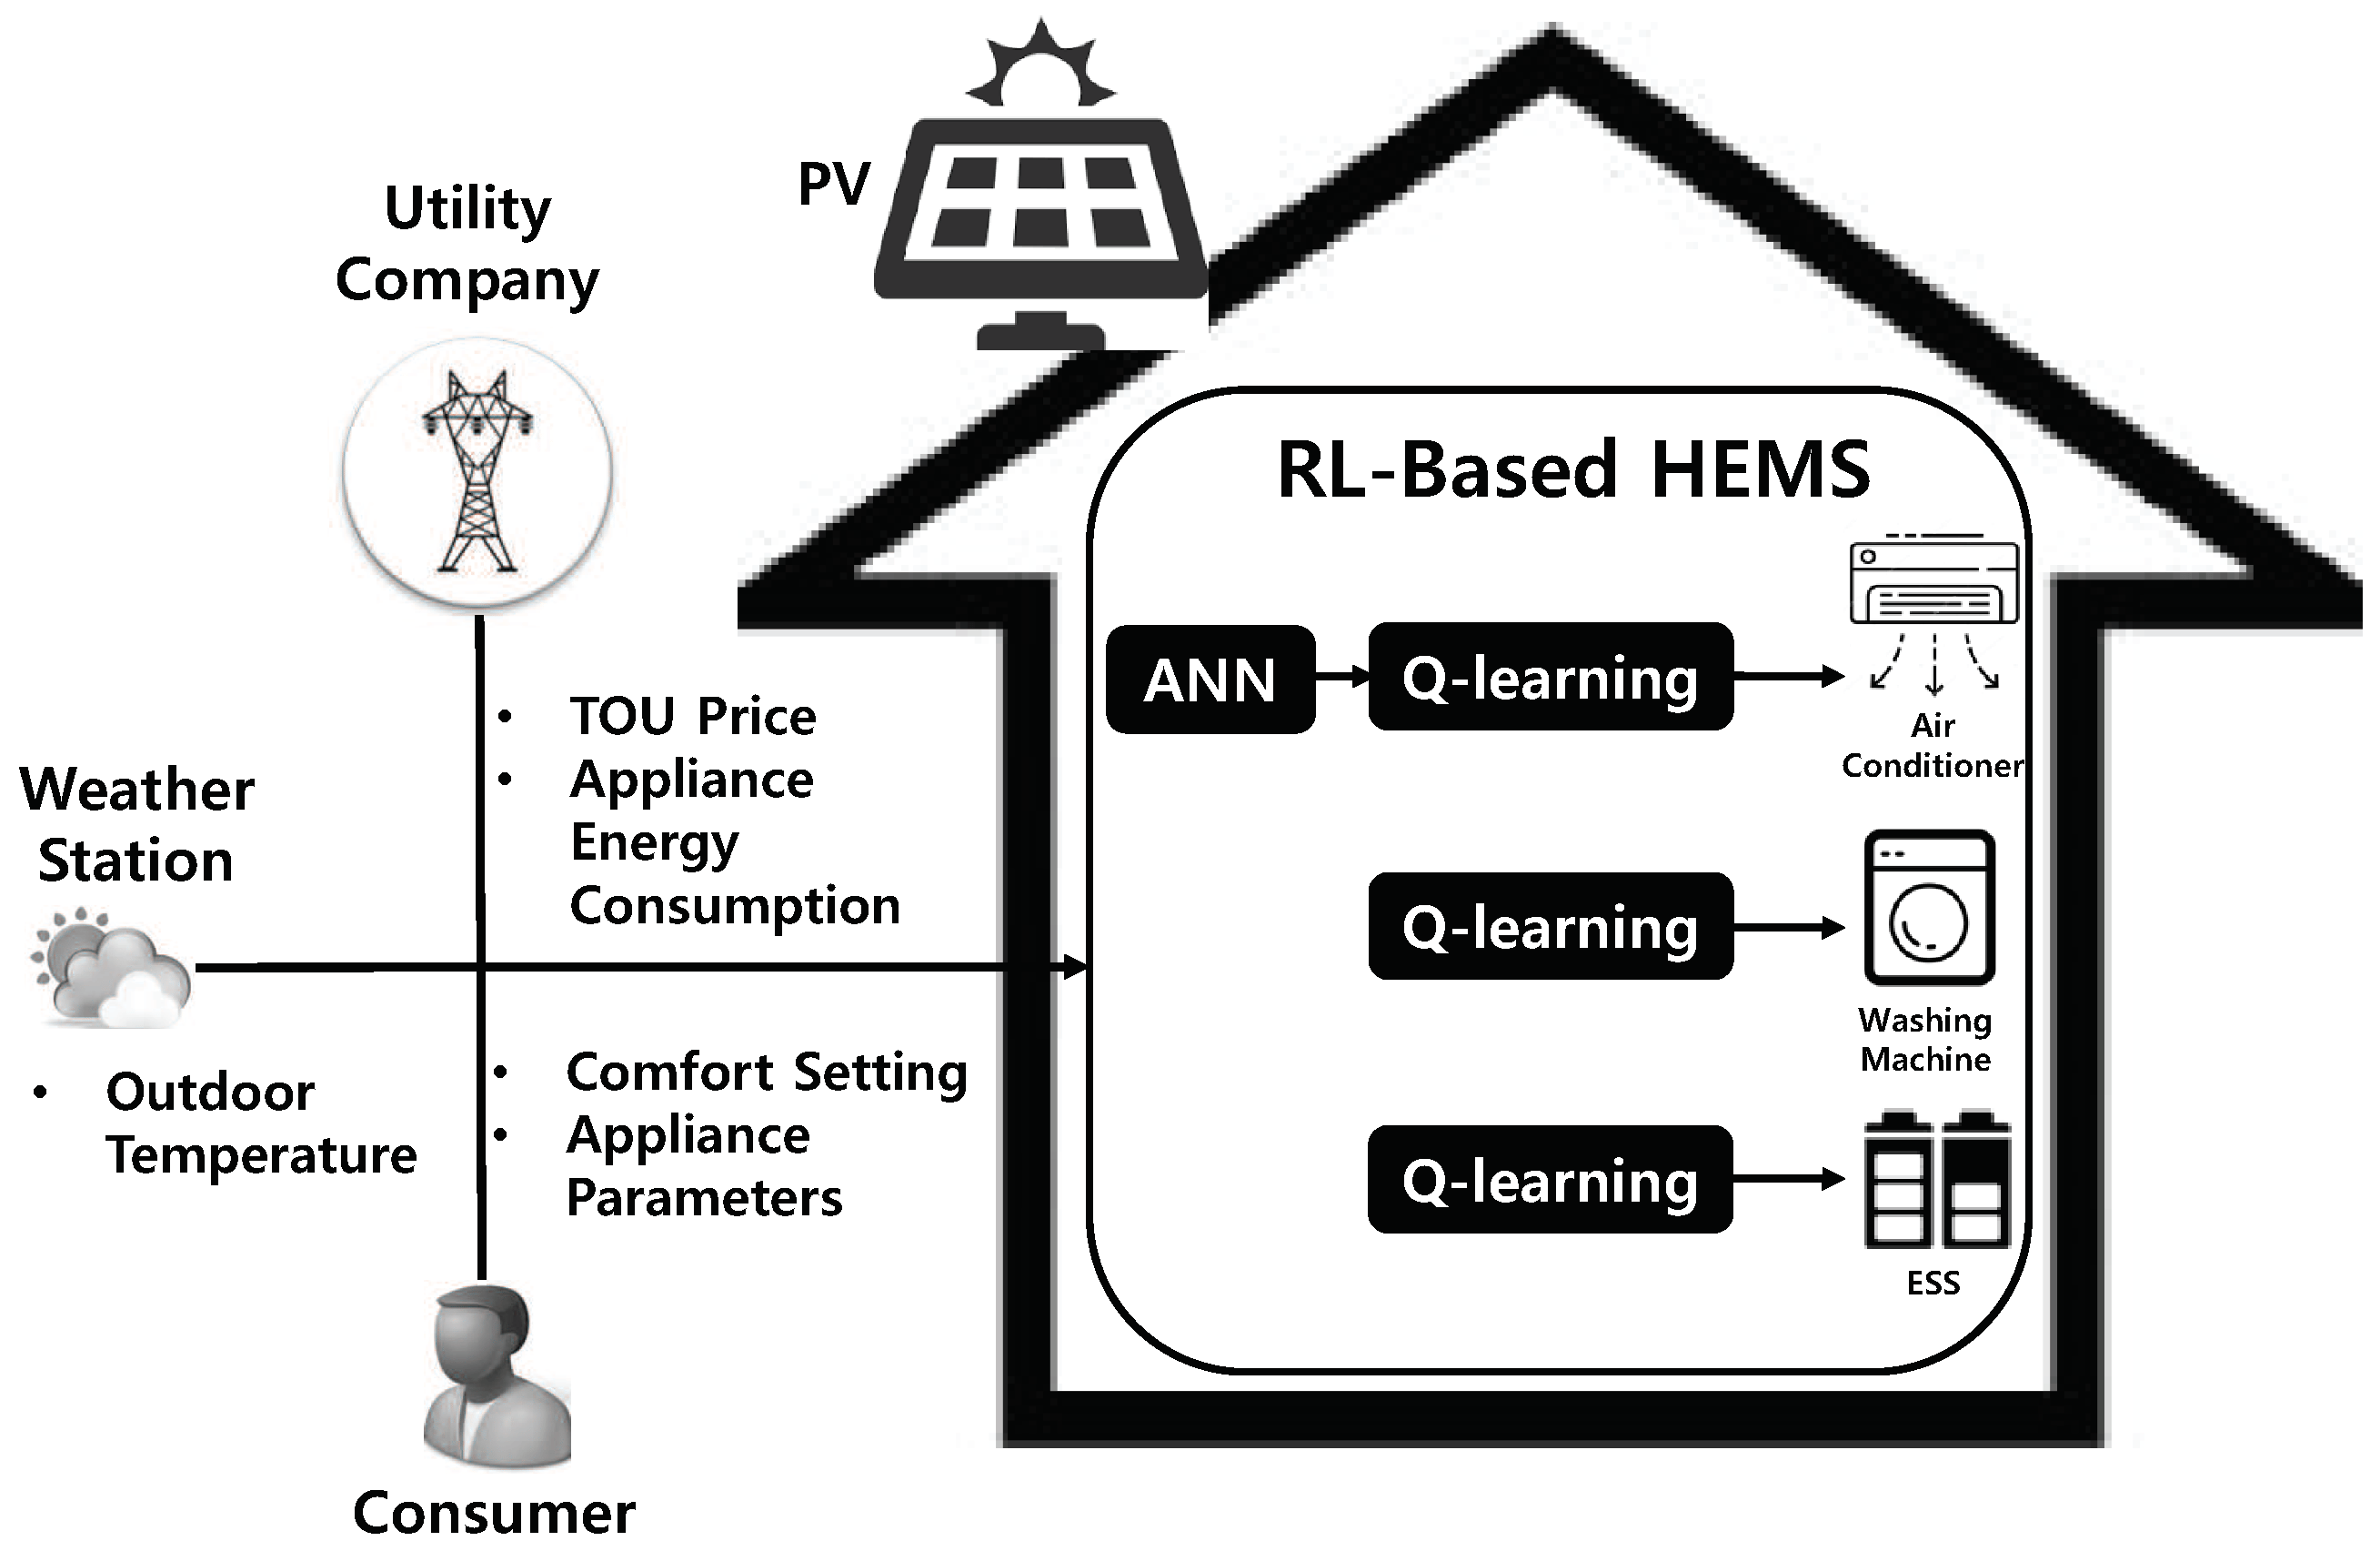 PV
Utility
Company
RL-Based HEMS
ANN
Q-learning
Air
Conditioner
• TOU Price
• Appliance
Energy
Consumption
Weather
Station
Q-learning
Washing
Machine
• Outdoor
Temperature
• Comfort Setting
• Appliance
Parameters
Q-learning
ESS
Consumer